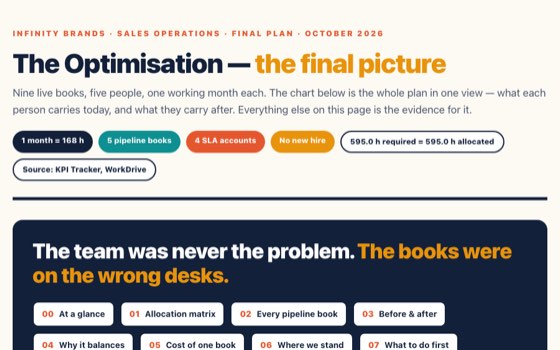 INFINITY BRANDS · SALES OPERATIONS · FINAL PLAN · OCTOBER 2026
The Optimisation — the final picture
Nine live books, five people, one working month each. The chart below is the whole plan in one view — what each
person carries today, and what they carry after. Everything else on this page is the evidence for it.
1 month = 168 h 5 pipeline books 4 SLA accounts No new hire 595.0 h required = 595.0 h allocated
Source: KPI Tracker, WorkDrive
The team was never the problem. The books were
on the wrong desks.
00 At a glance 01 Allocation matrix 02 Every pipeline book 03 Before & after
04 Why it balances 05 Cost of one book 06 Where we stand 07 What to do first